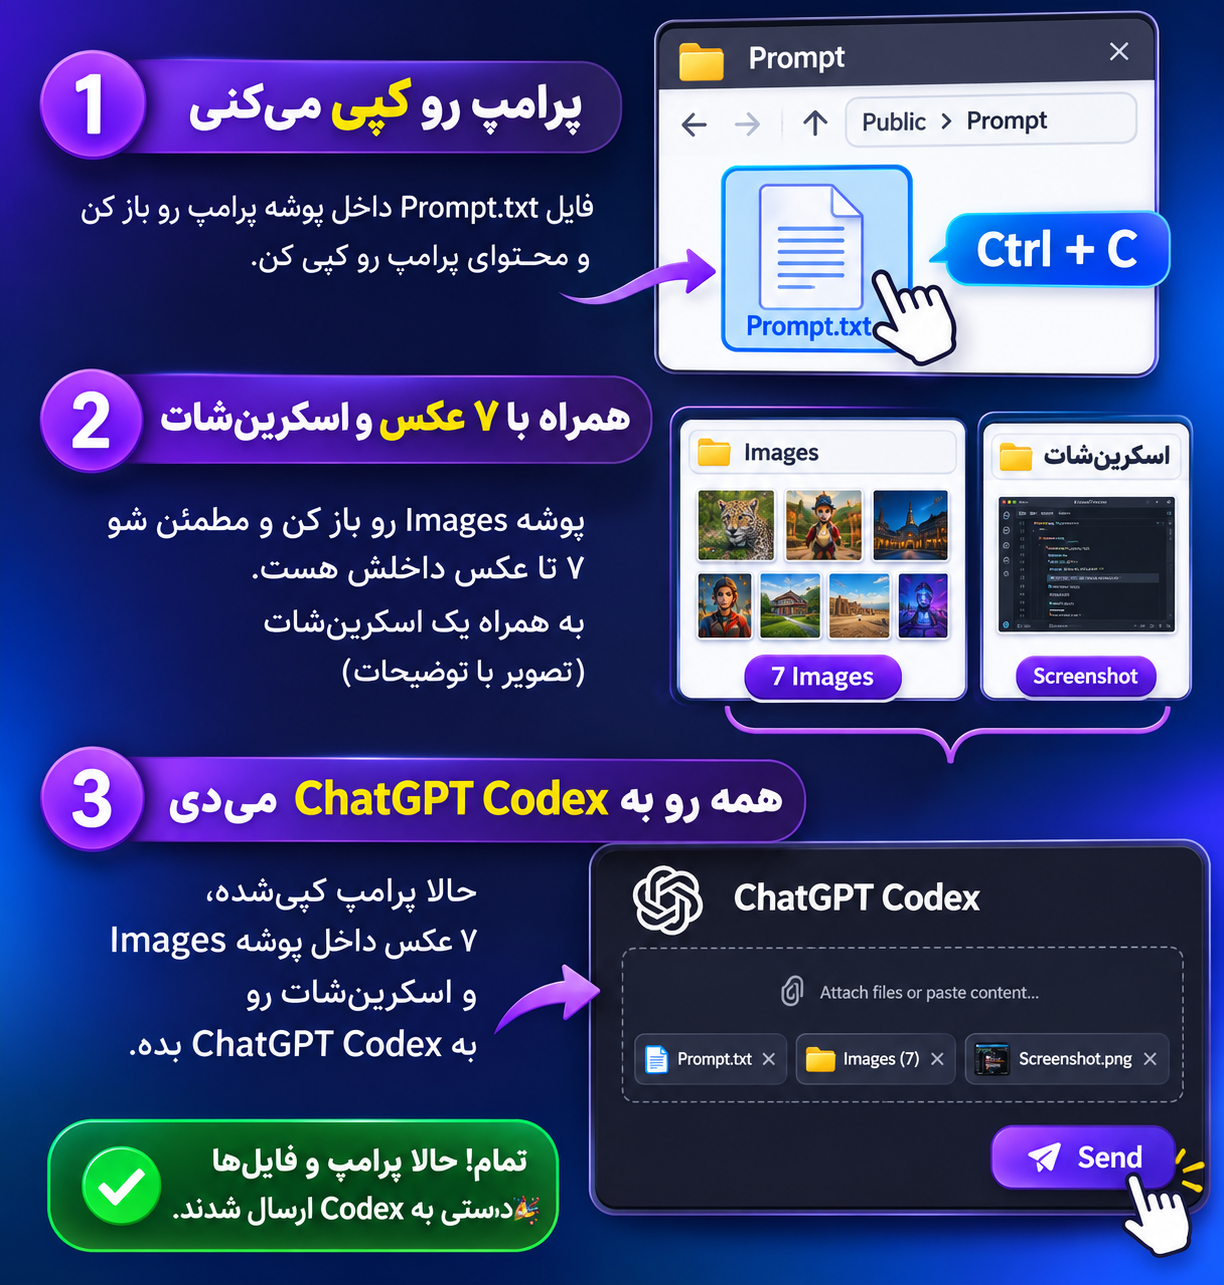 1
پرامپ رو کپی می‌کنی
فایل Prompt.txt داخل پوشه پرامپ رو باز کن
و محتوای پرامپ رو کپی کن.
Prompt
Public > Prompt
Prompt.txt
Ctrl + C
2
همراه با ۷ عکس و اسکرین‌شات
پوشه Images رو باز کن و مطمئن شو
۷ تا عکس داخلش هست.
به همراه یک اسکرین‌شات
(تصویر با توضیحات)
Images
7 Images
اسکرین‌شات
Screenshot
3
همه رو به ChatGPT Codex می‌دی
حالا پرامپ کپی‌شده،
۷ عکس داخل پوشه Images
و اسکرین‌شات رو
به ChatGPT Codex بده.
ChatGPT Codex
Attach files or paste content...
Prompt.txt
Images (7)
Screenshot.png
Send
تمام! حالا پرامپ و فایل‌ها
دستی به Codex ارسال شدند.